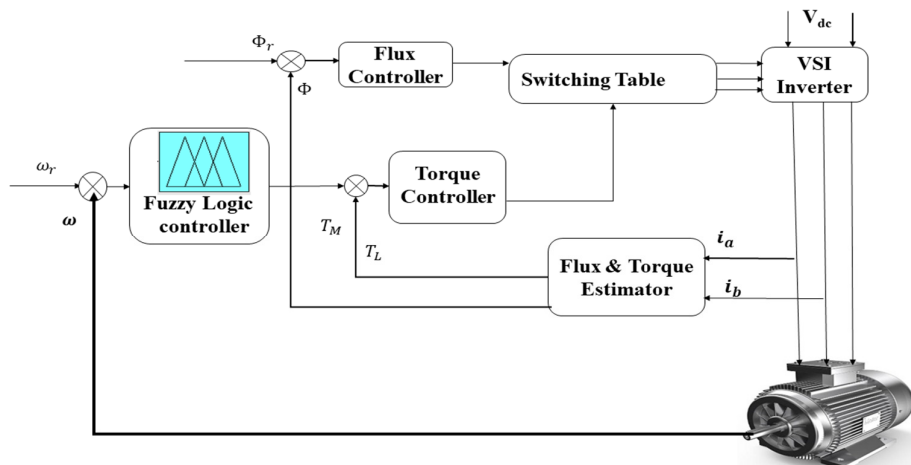 V_dc
Φ_r
Flux
Controller
Switching Table
VSI
Inverter
Φ
ω_r
Fuzzy Logic
controller
Torque
Controller
ω
T_M
T_L
Flux & Torque
Estimator
i_a
i_b